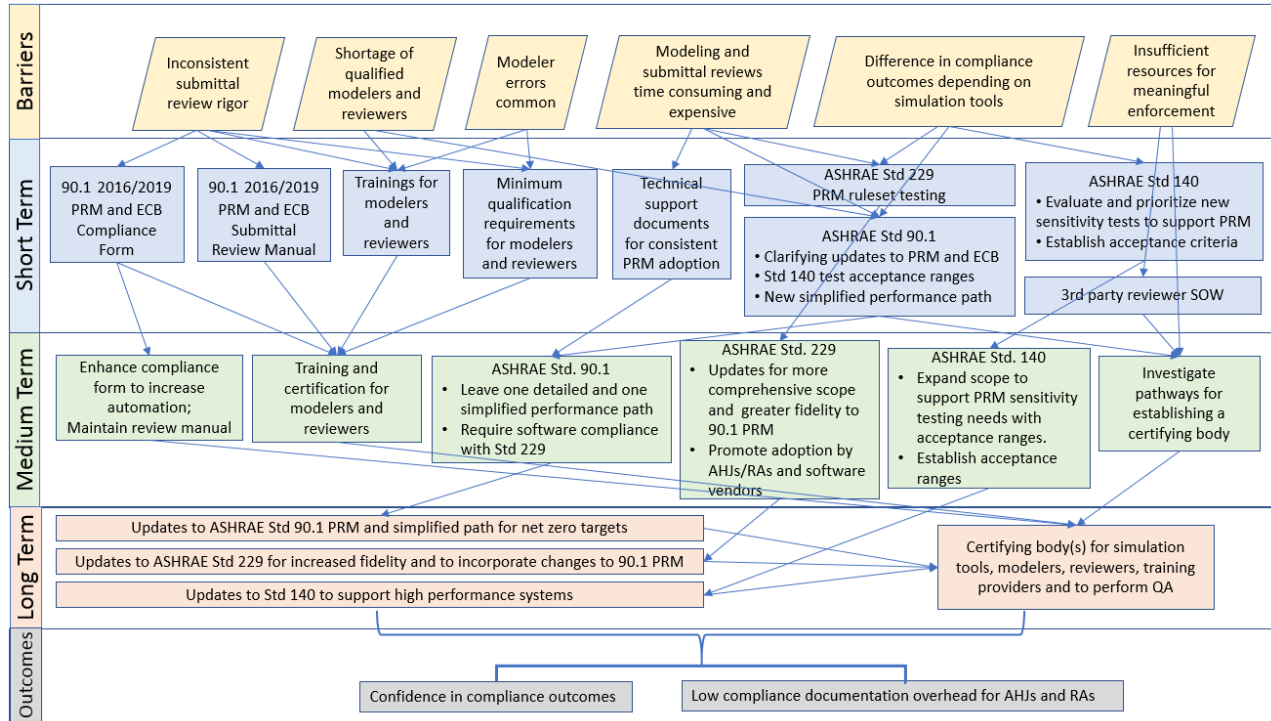 Barriers
Inconsistent
submittal
review rigor
Shortage of
qualified
modelers and
reviewers
Modeler
errors
common
Modeling and
submittal reviews
time consuming and
expensive
Difference in compliance
outcomes depending on
simulation tools
Insufficient
resources for
meaningful
enforcement
Short Term
90.1 2016/2019
PRM and ECB
Compliance
Form
90.1 2016/2019
PRM and ECB
Submittal
Review Manual
Trainings for
modelers
and
reviewers
Minimum
qualification
requirements
for modelers
and reviewers
Technical
support
documents
for consistent
PRM adoption
ASHRAE Std 229
PRM ruleset testing
ASHRAE Std 90.1
• Clarifying updates to PRM and ECB
• Std 140 test acceptance ranges
• New simplified performance path
ASHRAE Std 140
• Evaluate and prioritize new
sensitivity tests to support PRM
• Establish acceptance criteria
3rd party reviewer SOW
Medium Term
Enhance compliance
form to increase
automation;
Maintain review manual
Training and
certification for
modelers and
reviewers
ASHRAE Std. 90.1
• Leave one detailed and one
simplified performance path
• Require software compliance
with Std 229
ASHRAE Std. 229
• Updates for more
comprehensive scope
and greater fidelity to
90.1 PRM
• Promote adoption by
AHJs/RAs and software
vendors
ASHRAE Std. 140
• Expand scope to
support PRM sensitivity
testing needs with
acceptance ranges.
• Establish acceptance
ranges
Investigate
pathways for
establishing a
certifying body
Long Term
Updates to ASHRAE Std 90.1 PRM and simplified path for net zero targets
Updates to ASHRAE Std 229 for increased fidelity and to incorporate changes to 90.1 PRM
Updates to Std 140 to support high performance systems
Certifying body(s) for simulation
tools, modelers, reviewers, training
providers and to perform QA
Outcomes
Confidence in compliance outcomes
Low compliance documentation overhead for AHJs and RAs